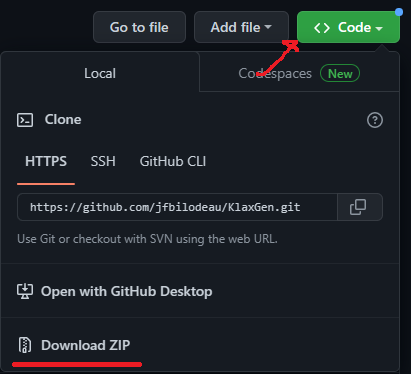 Go to file Add file Code
Local Codespaces New
Clone
HTTPS SSH GitHub CLI
https://github.com/jfbilodeau/KlaxGen.git
Use Git or checkout with SVN using the web URL.
Open with GitHub Desktop
Download ZIP